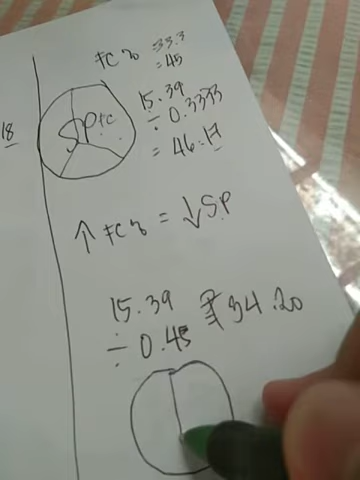 FC % 33.3
= 45
18
SP FC
15.39
÷ 0.3333
= 46.17
↑ FC % = ↓ SP
15.39
÷ 0.45 ₹ 34.20